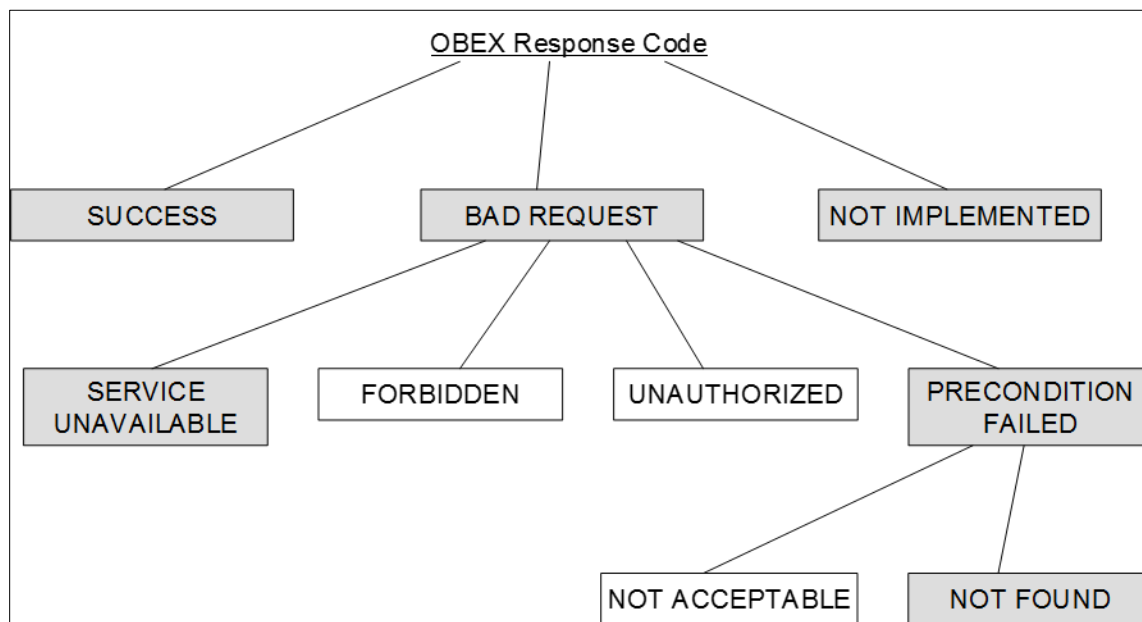 OBEX Response Code
SUCCESS
BAD REQUEST
NOT IMPLEMENTED
SERVICE
UNAVAILABLE
FORBIDDEN
UNAUTHORIZED
PRECONDITION
FAILED
NOT ACCEPTABLE
NOT FOUND